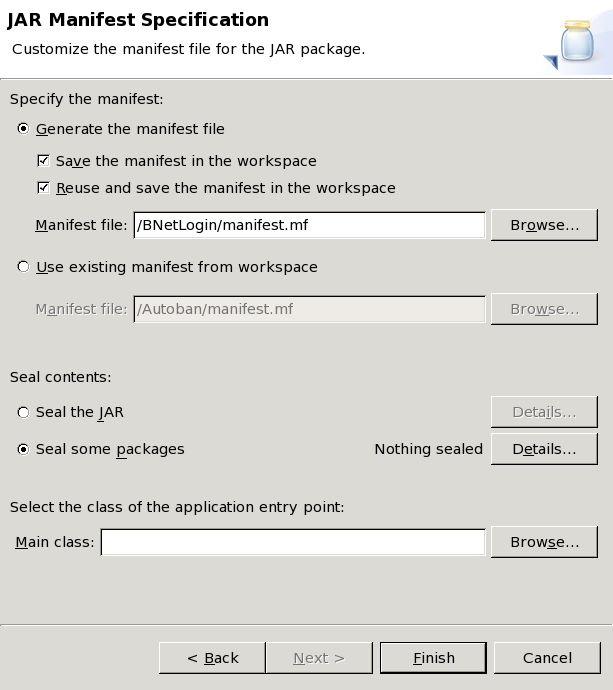 JAR Manifest Specification
Customize the manifest file for the JAR package.
Specify the manifest:
Generate the manifest file
Save the manifest in the workspace
Reuse and save the manifest in the workspace
Manifest file: /BNetLogin/manifest.mf Browse...
Use existing manifest from workspace
Manifest file: /Autoban/manifest.mf Browse...
Seal contents:
Seal the JAR Details...
Seal some packages Nothing sealed Details...
Select the class of the application entry point:
Main class: Browse...
< Back Next > Finish Cancel